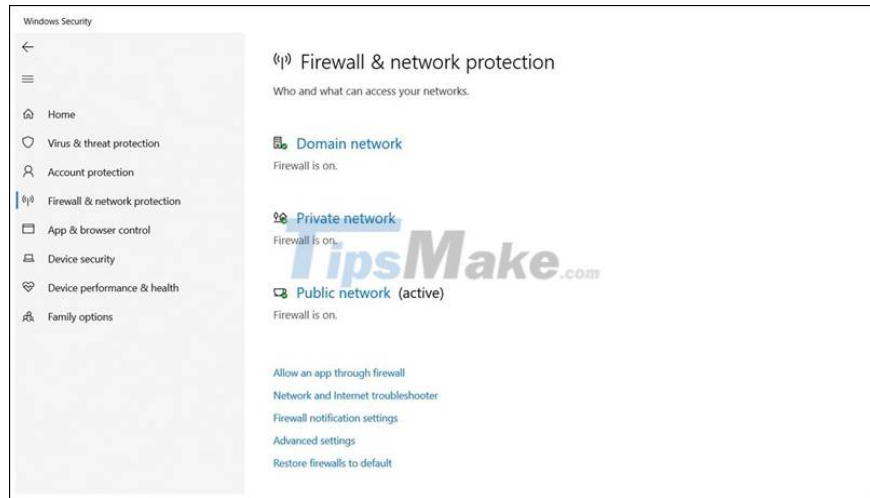 Windows Security
Home
Virus & threat protection
Account protection
Firewall & network protection
App & browser control
Device security
Device performance & health
Family options
Firewall & network protection
Who and what can access your networks.
Domain network
Firewall is on.
Private network
Firewall is on.
TipsMake.com
Public network (active)
Firewall is on.
Allow an app through firewall
Network and Internet troubleshooter
Firewall notification settings
Advanced settings
Restore firewalls to default